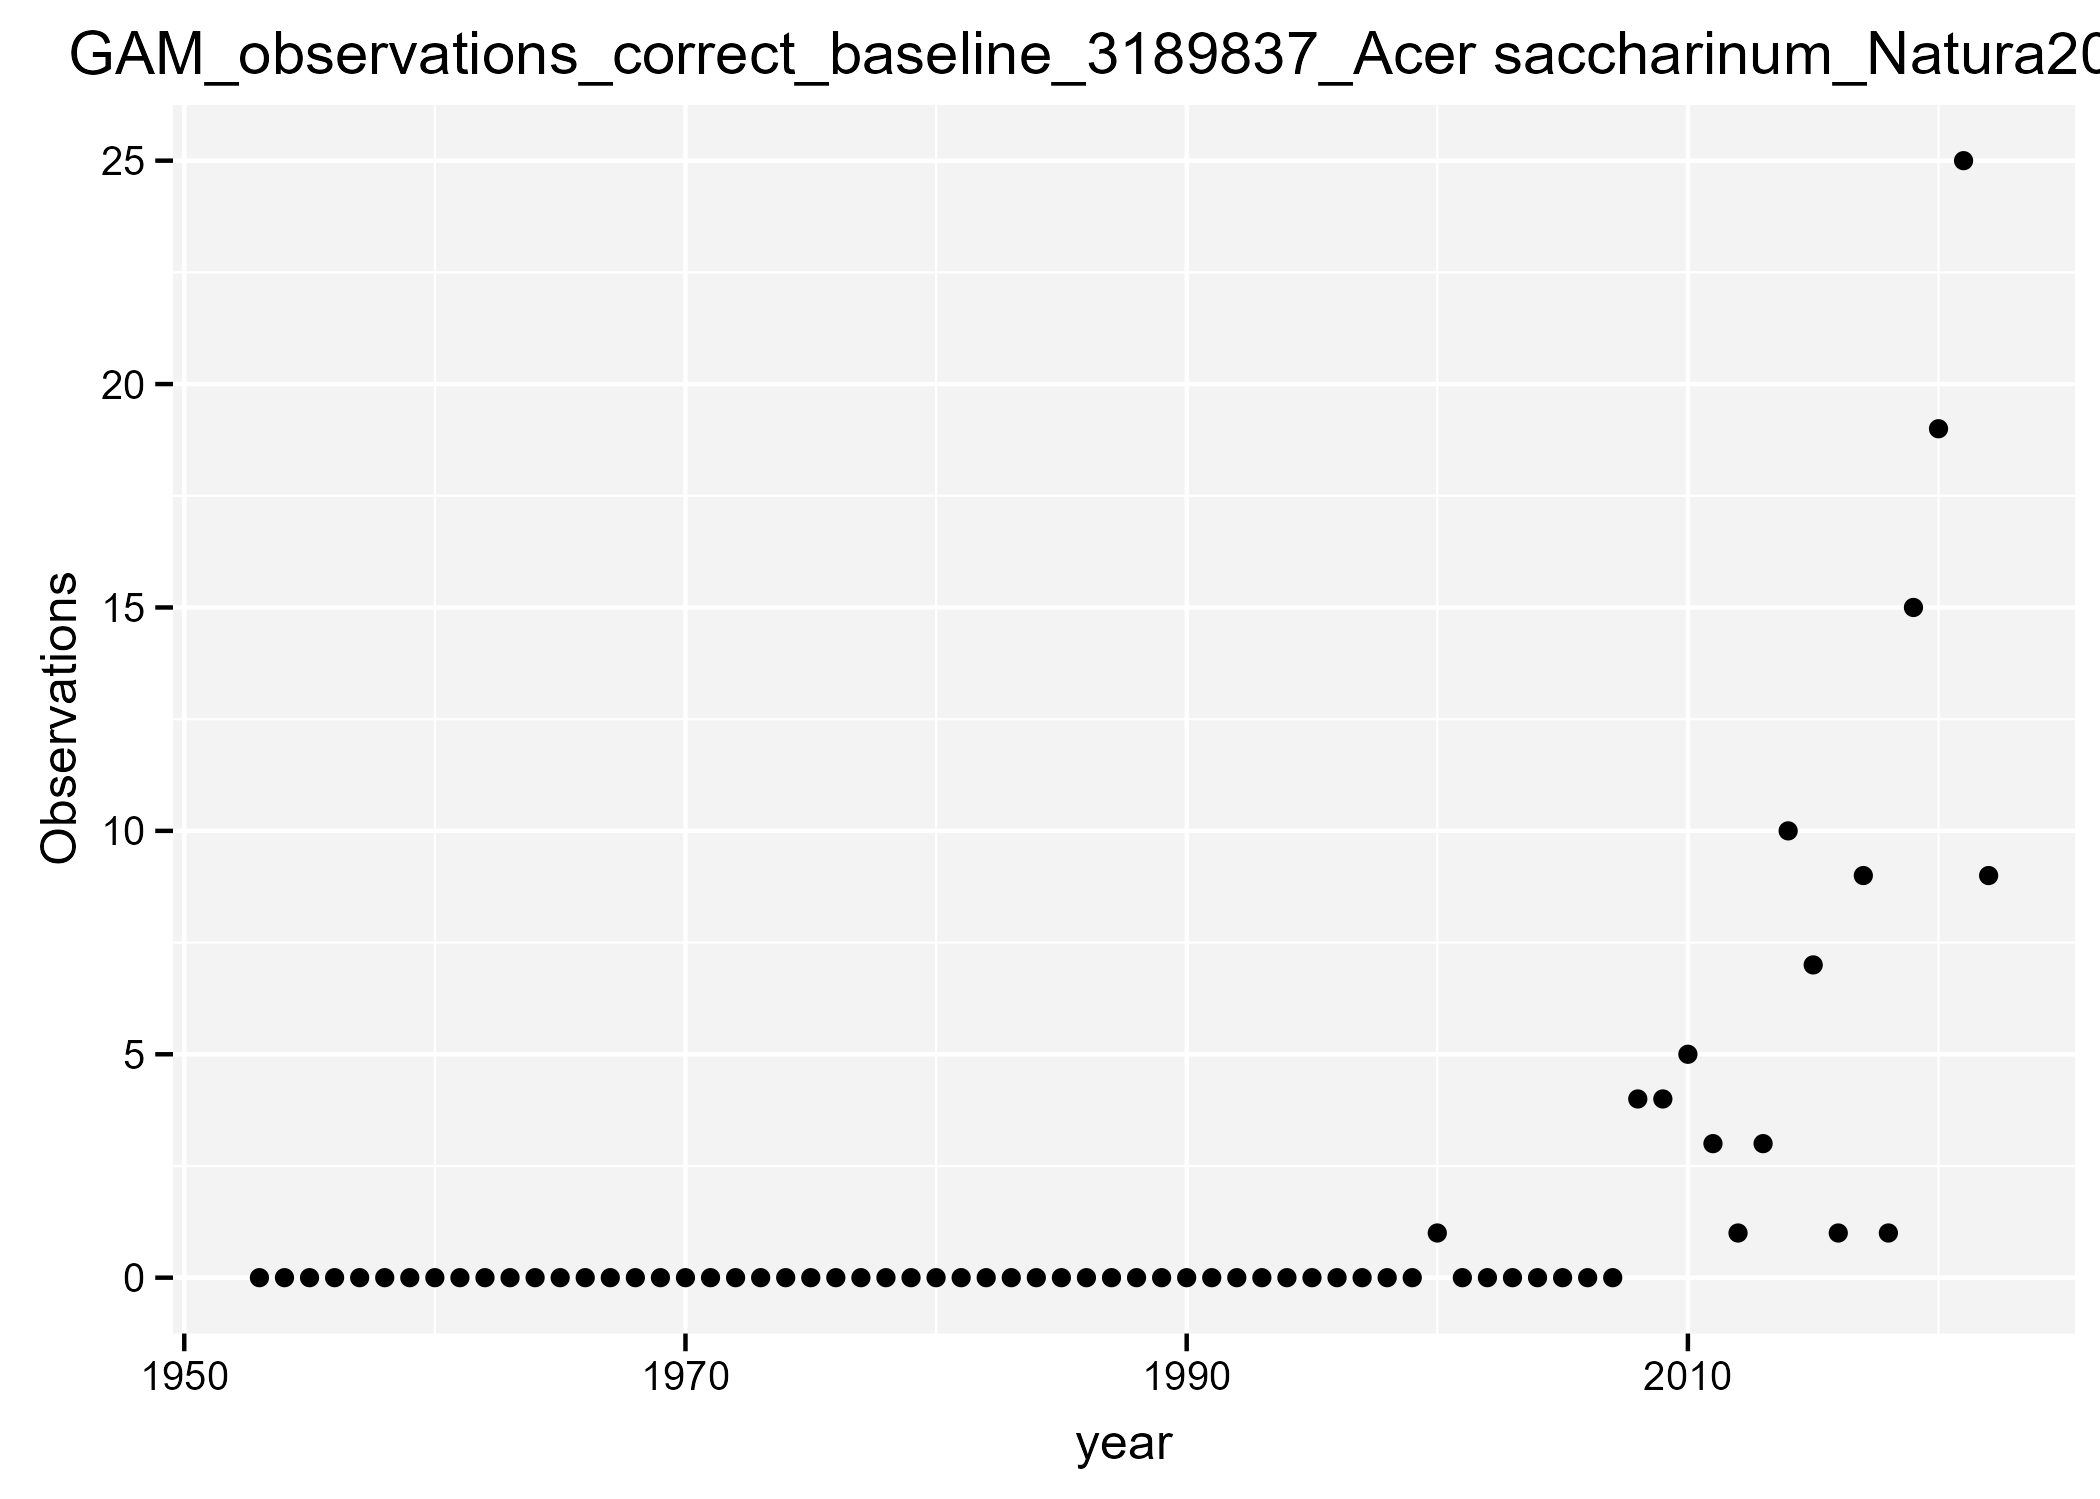 GAM_observations_correct_baseline_3189837_Acer saccharinum_Natura20
25
20
15
10
5
0
Observations
1950 1970 1990 2010
year